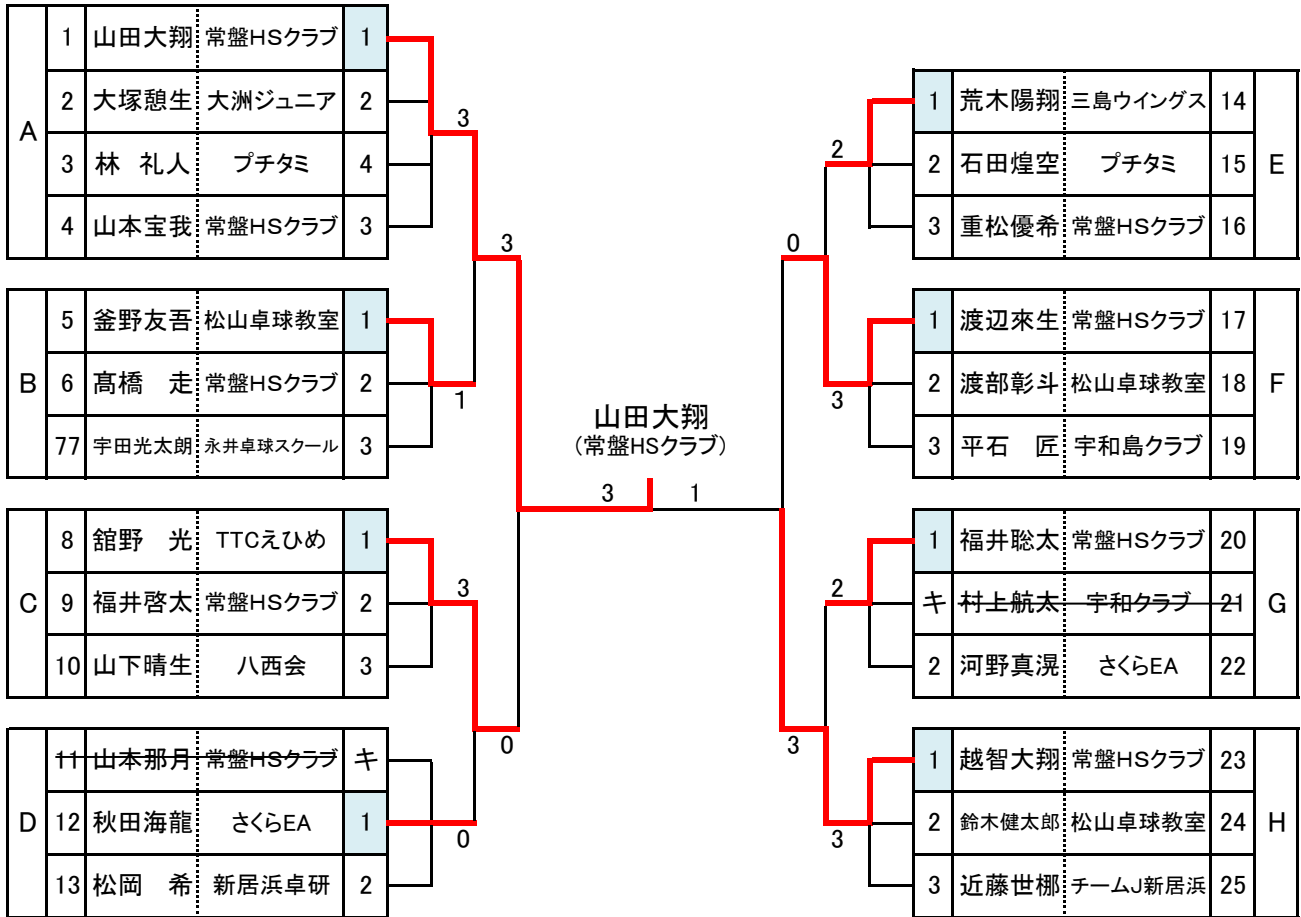 A
1 山田大翔 常盤HSクラブ 1
2 大塚憩生 大洲ジュニア 2
3 林 礼人 プチタミ 4
4 山本宝我 常盤HSクラブ 3
3
3
B
5 釜野友吾 松山卓球教室 1
6 髙橋 走 常盤HSクラブ 2
77 宇田光太朗 永井卓球スクール 3
1
C
8 舘野 光 TTCえひめ 1
9 福井啓太 常盤HSクラブ 2
10 山下晴生 八西会 3
3
0
D
11 山本那月 常盤HSクラブ キ
12 秋田海龍 さくらEA 1
13 松岡 希 新居浜卓研 2
0
山田大翔
(常盤HSクラブ)
3 1
1 荒木陽翔 三島ウイングス 14
2 石田煌空 プチタミ 15
3 重松優希 常盤HSクラブ 16
E
2
0
1 渡辺來生 常盤HSクラブ 17
2 渡部彰斗 松山卓球教室 18
3 平石 匠 宇和島クラブ 19
F
3
1 福井聡太 常盤HSクラブ 20
キ 村上航太 宇和クラブ 21
2 河野真滉 さくらEA 22
G
2
3
1 越智大翔 常盤HSクラブ 23
2 鈴木健太郎 松山卓球教室 24
3 近藤世梛 チームJ新居浜 25
H
3